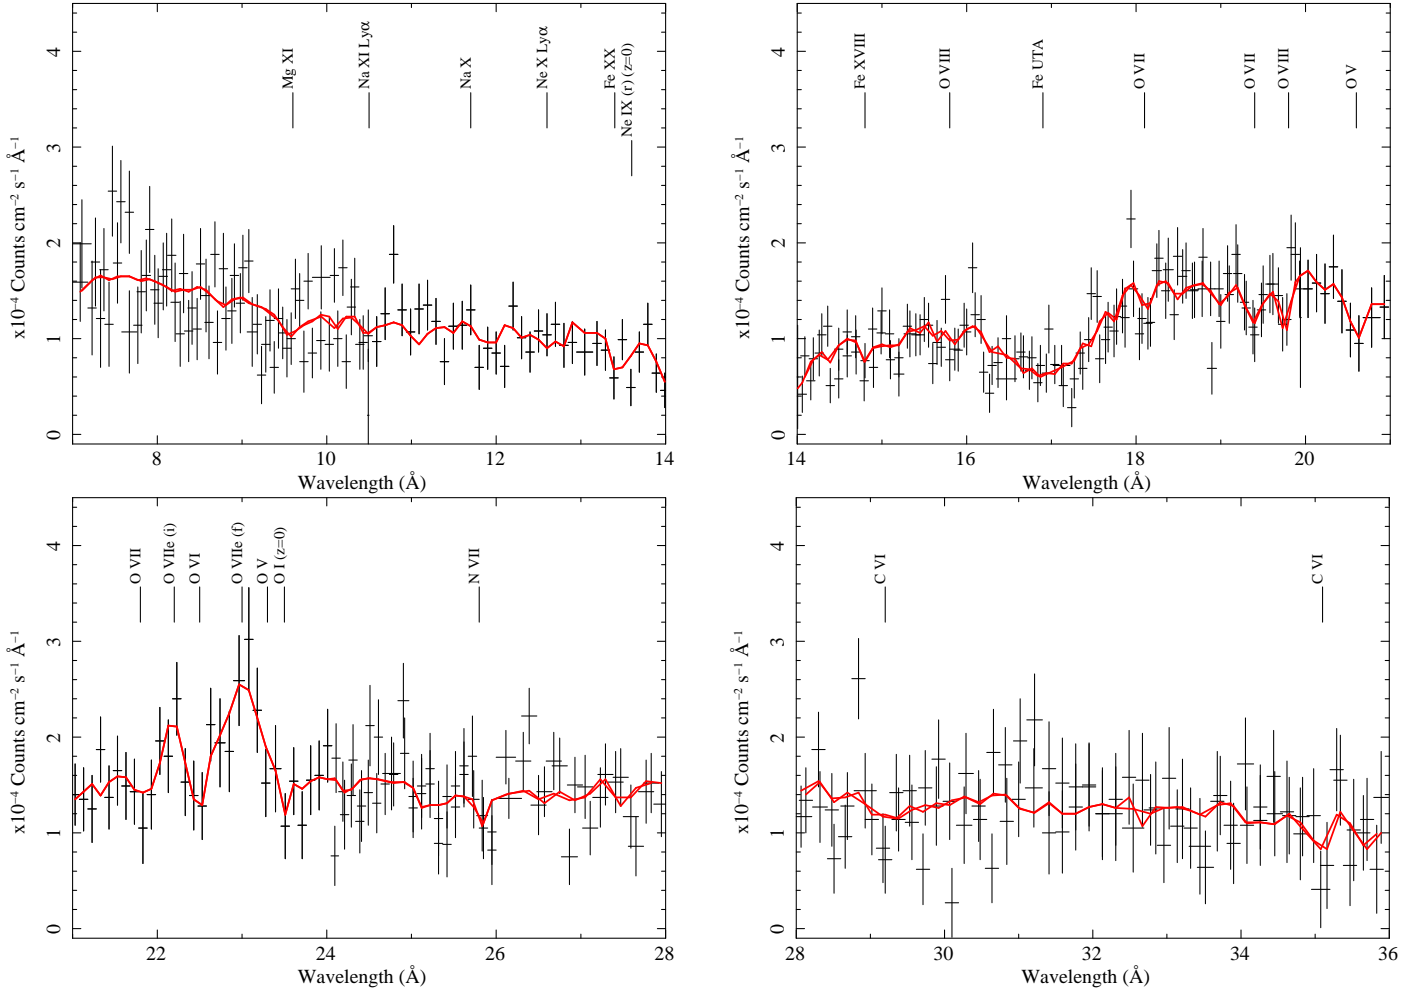 Mg XI
Na XI Lyα
Na X
Ne X Lyα
Fe XX
Ne IX (r) (z=0)
x10⁻⁴ Counts cm⁻² s⁻¹ Å⁻¹
4
3
2
1
0
8
10
12
14
Wavelength (Å)
Fe XVIII
O VIII
Fe UTA
O VII
O VII
O VIII
O V
x10⁻⁴ Counts cm⁻² s⁻¹ Å⁻¹
4
3
2
1
0
14
16
18
20
Wavelength (Å)
O VII
O VIIe (i)
O VI
O VIIe (f)
O V
O I (z=0)
N VII
x10⁻⁴ Counts cm⁻² s⁻¹ Å⁻¹
4
3
2
1
0
22
24
26
28
Wavelength (Å)
C VI
C VI
x10⁻⁴ Counts cm⁻² s⁻¹ Å⁻¹
4
3
2
1
0
28
30
32
34
36
Wavelength (Å)